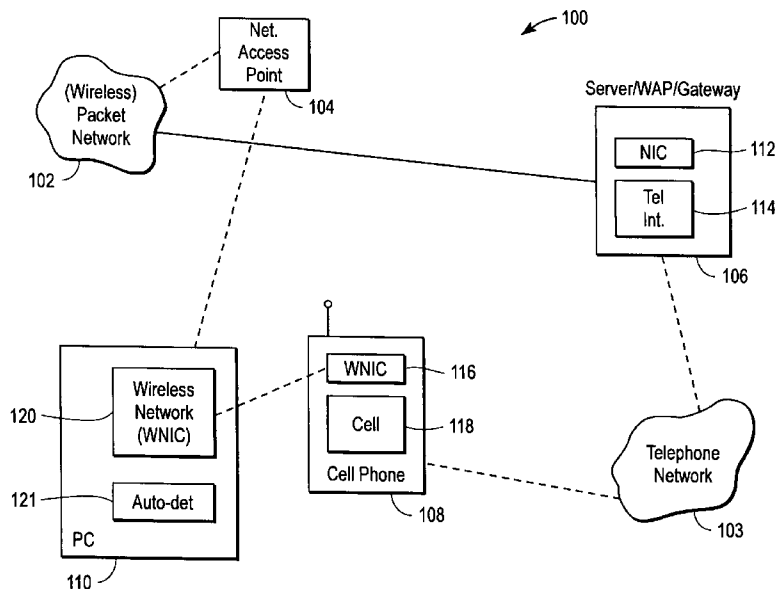 100
Net.
Access
Point
104
(Wireless)
Packet
Network
102
Server/WAP/Gateway
NIC
112
Tel
Int.
114
106
120
Wireless
Network
(WNIC)
121
Auto-det
PC
110
WNIC
116
Cell
118
Cell Phone
108
Telephone
Network
103